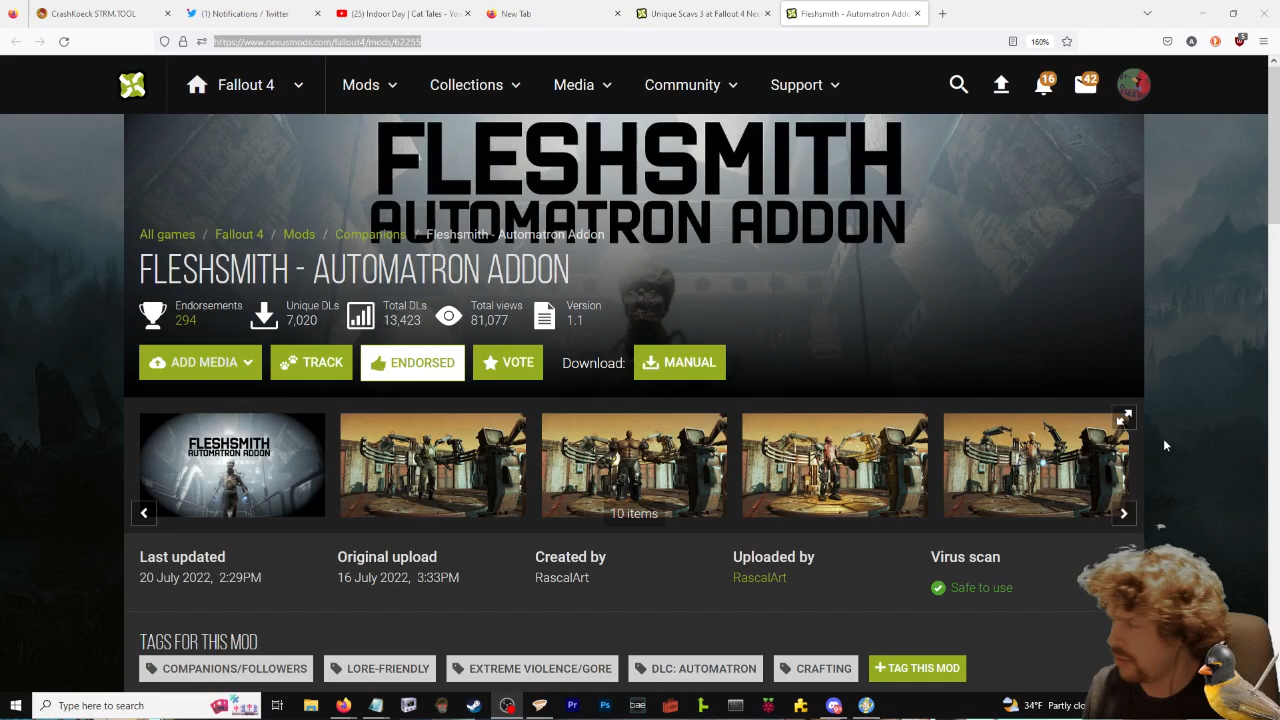 CrashKoeck STRM.TOOL
(1) Notifications / Twitter
(25) Indoor Day | Cat Tales - You
New Tab
Unique Scavs 3 at Fallout 4 Nex
Fleshsmith - Automatron Addo
https://www.nexusmods.com/fallout4/mods/62255
160%
5
Fallout 4
Mods
Collections
Media
Community
Support
16
42
FLESHSMITH
AUTOMATRON ADDON
All games / Fallout 4 / Mods / Companions / Fleshsmith - Automatron Addon
FLESHSMITH - AUTOMATRON ADDON
Endorsements
294
Unique DLs
7,020
Total DLs
13,423
Total views
81,077
Version
1.1
ADD MEDIA
TRACK
ENDORSED
VOTE
Download:
MANUAL
FLESHSMITH
AUTOMATRON ADDON
10 items
Last updated
20 July 2022, 2:29PM
Original upload
16 July 2022, 3:33PM
Created by
RascalArt
Uploaded by
RascalArt
Virus scan
Safe to use
TAGS FOR THIS MOD
COMPANIONS/FOLLOWERS
LORE-FRIENDLY
EXTREME VIOLENCE/GORE
DLC: AUTOMATRON
CRAFTING
TAG THIS MOD
Type here to search
Pr
Ps
34°F Partly clo